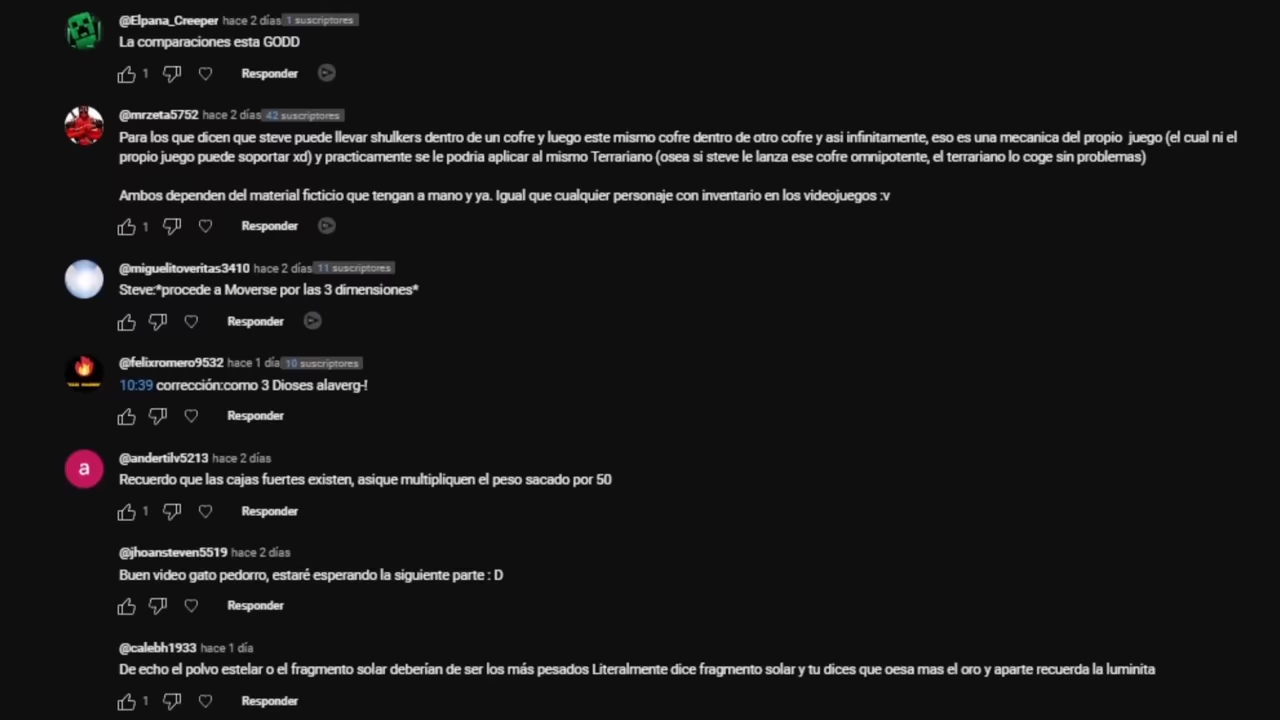 @Elpana_Creeper hace 2 días 1 suscriptores
La comparaciones esta GODD
1 Responder
@mrzeta5752 hace 2 días 42 suscriptores
Para los que dicen que steve puede llevar shulkers dentro de un cofre y luego este mismo cofre dentro de otro cofre y asi infinitamente, eso es una mecanica del propio juego (el cual ni el
propio juego puede soportar xd) y practicamente se le podria aplicar al mismo Terrariano (osea si steve le lanza ese cofre omnipotente, el terrariano lo coge sin problemas)
Ambos dependen del material ficticio que tengan a mano y ya. Igual que cualquier personaje con inventario en los videojuegos :v
1 Responder
@miguelitoveritas3410 hace 2 días 11 suscriptores
Steve:*procede a Moverse por las 3 dimensiones*
Responder
@felixromero9532 hace 1 día 10 suscriptores
10:39 corrección:como 3 Dioses alaverg-!
Responder
@andertilv5213 hace 2 días
a
Recuerdo que las cajas fuertes existen, asique multipliquen el peso sacado por 50
1 Responder
@jhoansteven5519 hace 2 días
Buen video gato pedorro, estaré esperando la siguiente parte : D
Responder
@calebh1933 hace 1 día
De echo el polvo estelar o el fragmento solar deberían de ser los más pesados Literalmente dice fragmento solar y tu dices que oesa mas el oro y aparte recuerda la luminita
1 Responder